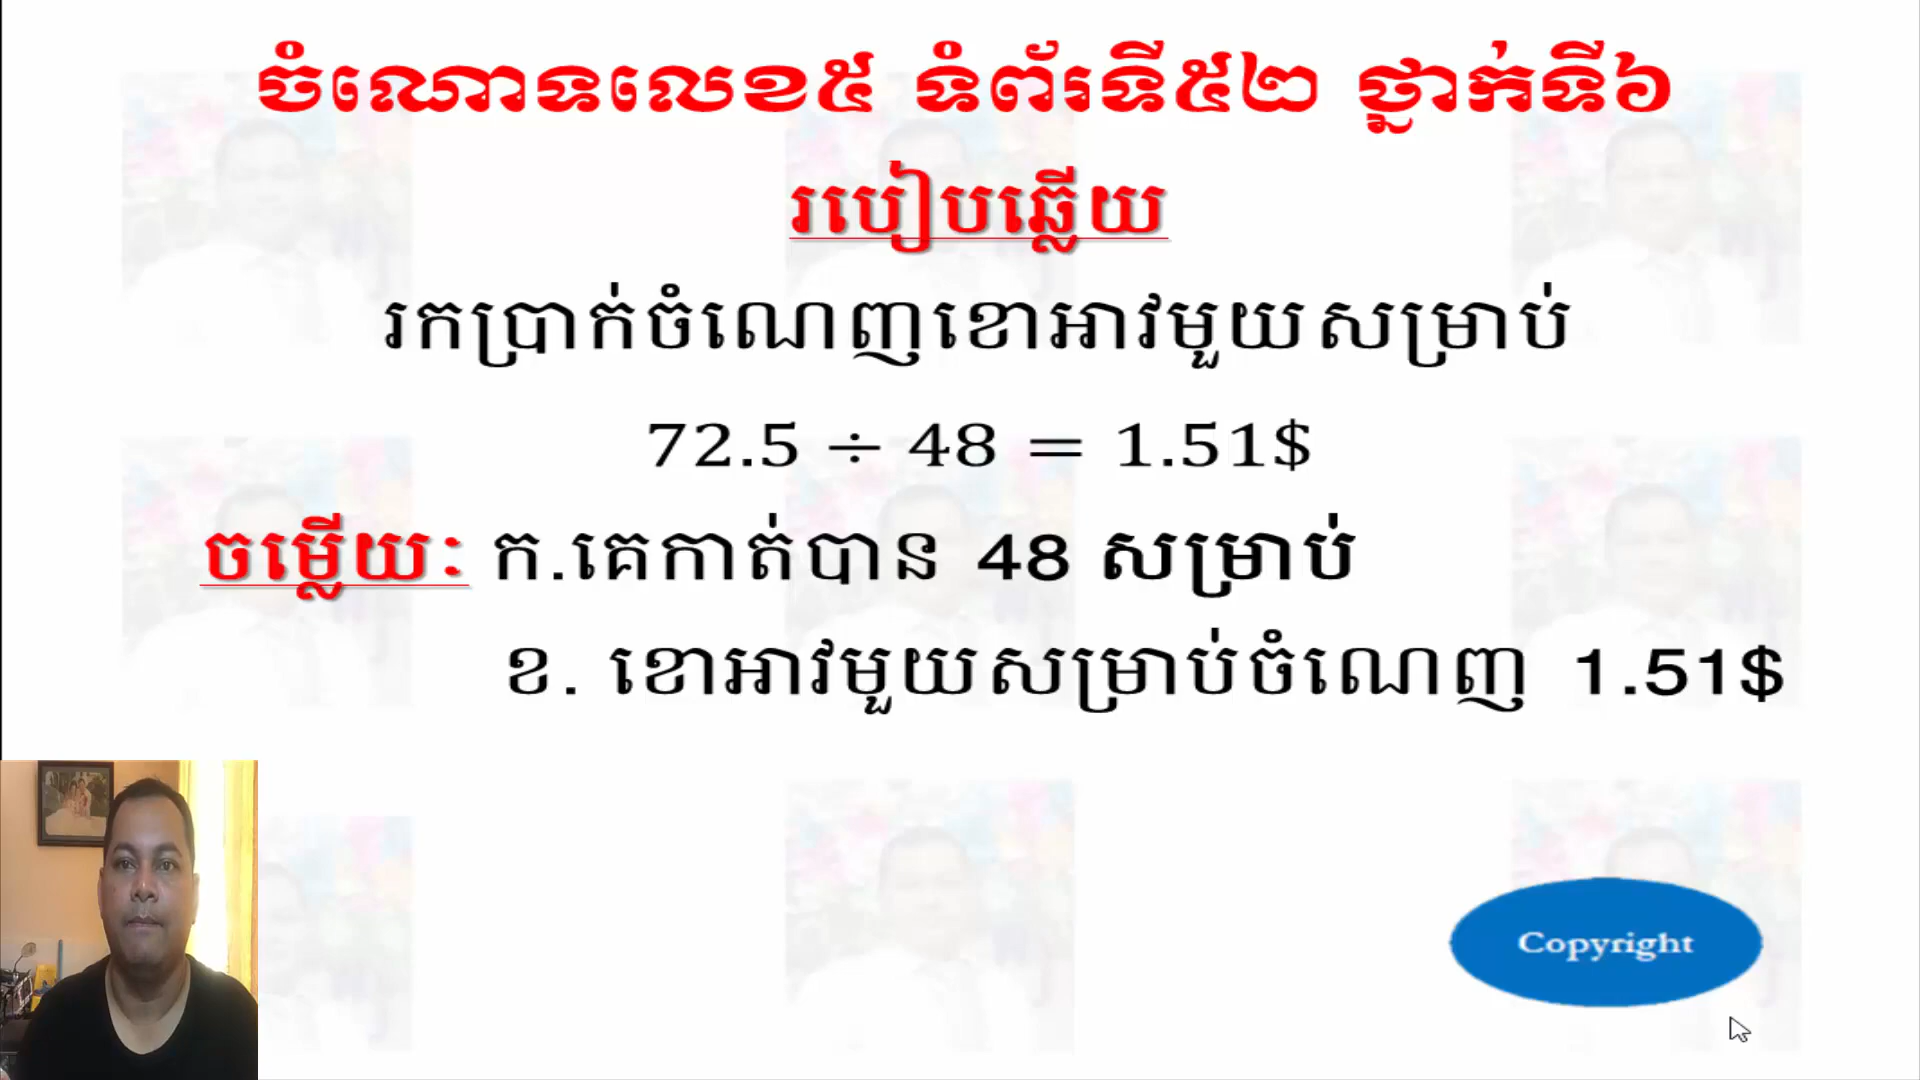 ចំណោទលេខ៥ ទំព័រទី៥២ ថ្នាក់ទី៦
របៀបឆ្លើយ
រកប្រាក់ចំណេញខោអាវមួយសម្រាប់
72.5 ÷ 48 = 1.51$
ចម្លើយៈ ក.គេកាត់បាន 48 សម្រាប់
ខ. ខោអាវមួយសម្រាប់ចំណេញ 1.51$
Copyright